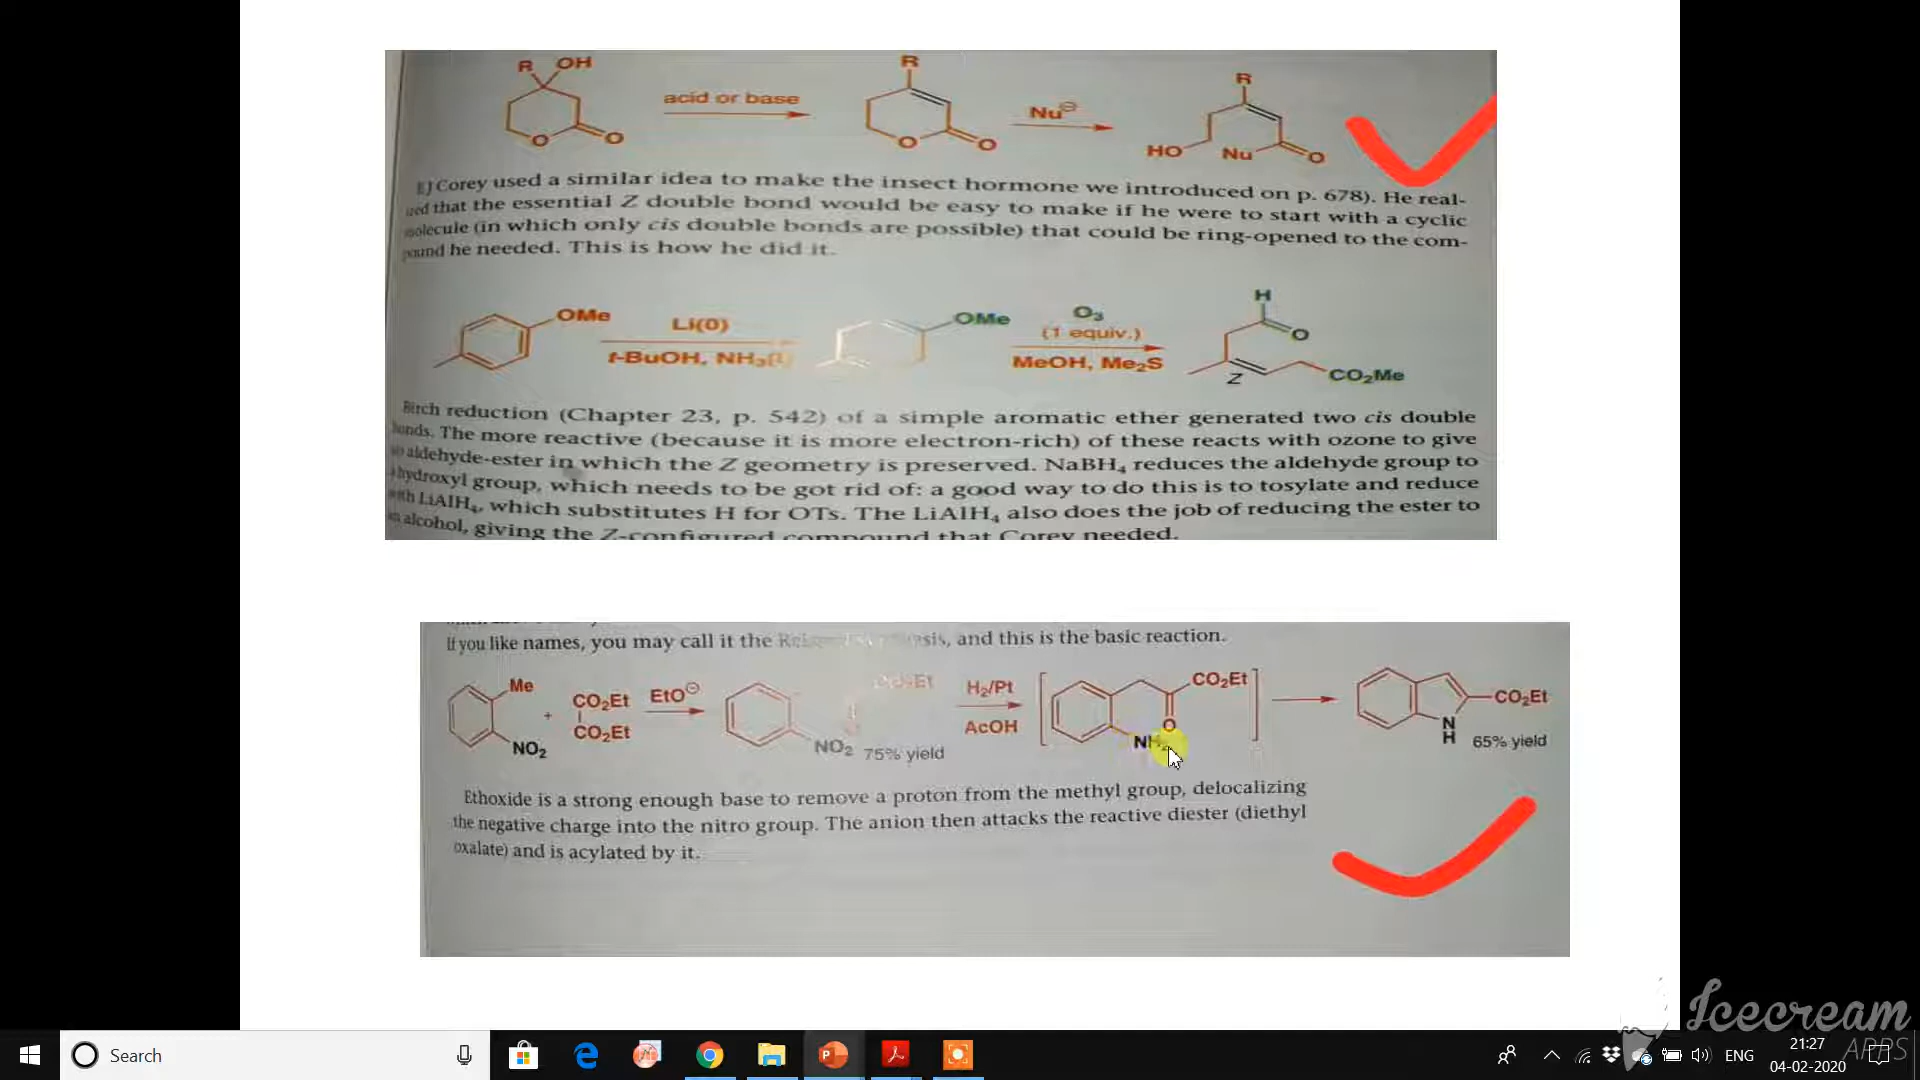 R OH
acid or base
O O
R
Nu⊖
O O
R
HO Nu O
EJ Corey used a similar idea to make the insect hormone we introduced on p. 678). He real-
that the essential Z double bond would be easy to make if he were to start with a cyclic
molecule (in which only cis double bonds are possible) that could be ring-opened to the com-
pound he needed. This is how he did it.
OMe
Li(0)
t-BuOH, NH3(l)
OMe
O3
(1 equiv.)
MeOH, Me2S
H
O
Z
CO2Me
Birch reduction (Chapter 23, p. 542) of a simple aromatic ether generated two cis double
bonds. The more reactive (because it is more electron-rich) of these reacts with ozone to give
aldehyde-ester in which the Z geometry is preserved. NaBH4 reduces the aldehyde group to
hydroxyl group, which needs to be got rid of: a good way to do this is to tosylate and reduce
with LiAlH4, which substitutes H for OTs. The LiAlH4 also does the job of reducing the ester to
alcohol, giving the Z-configured compound that Corey needed.
If you like names, you may call it the and this is the basic reaction.
Me
NO2
+
CO2Et
CO2Et
EtO⊖
NO2 75% yield
H2/Pt
AcOH
CO2Et
O
CO2Et
N
H
65% yield
Ethoxide is a strong enough base to remove a proton from the methyl group, delocalizing
the negative charge into the nitro group. The anion then attacks the reactive diester (diethyl
oxalate) and is acylated by it.
Icecream
APPS
Search
ENG
21:27
04-02-2020